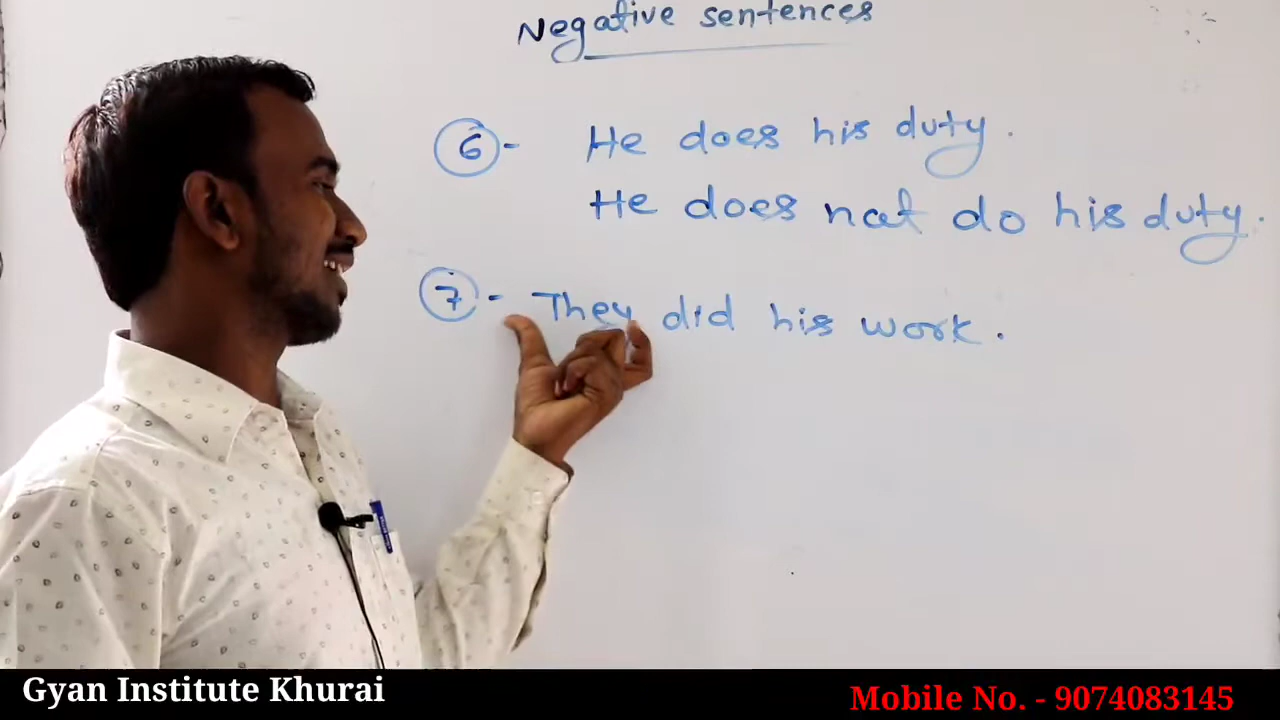 Negative sentences
6 - He does his duty.
He does not do his duty.
7 - They did his work.
Gyan Institute Khurai
Mobile No. - 9074083145